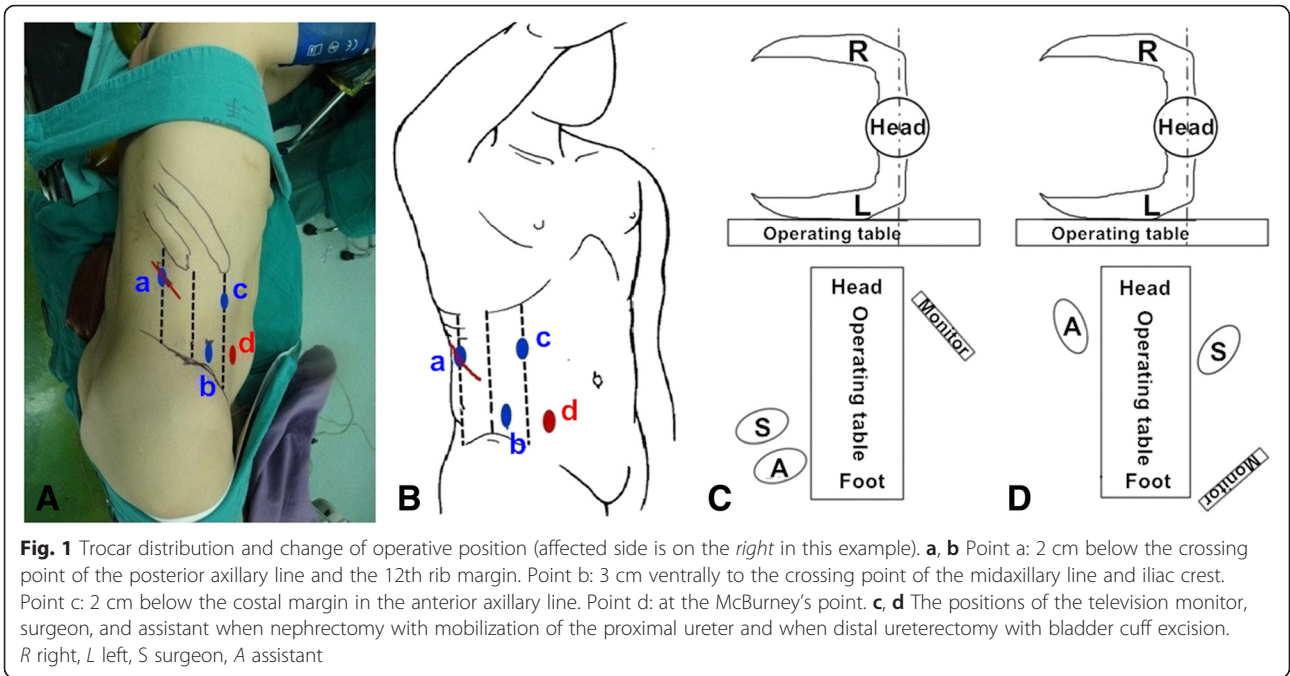 a
c
d
b
A
a
c
b
d
B
R
Head
L
Operating table
Head
Operating table
Foot
Monitor
S
A
C
R
Head
L
Operating table
Head
Operating table
Foot
A
S
Monitor
D
Fig. 1 Trocar distribution and change of operative position (affected side is on the right in this example). a, b Point a: 2 cm below the crossing
point of the posterior axillary line and the 12th rib margin. Point b: 3 cm ventrally to the crossing point of the midaxillary line and iliac crest.
Point c: 2 cm below the costal margin in the anterior axillary line. Point d: at the McBurney's point. c, d The positions of the television monitor,
surgeon, and assistant when nephrectomy with mobilization of the proximal ureter and when distal ureterectomy with bladder cuff excision.
R right, L left, S surgeon, A assistant